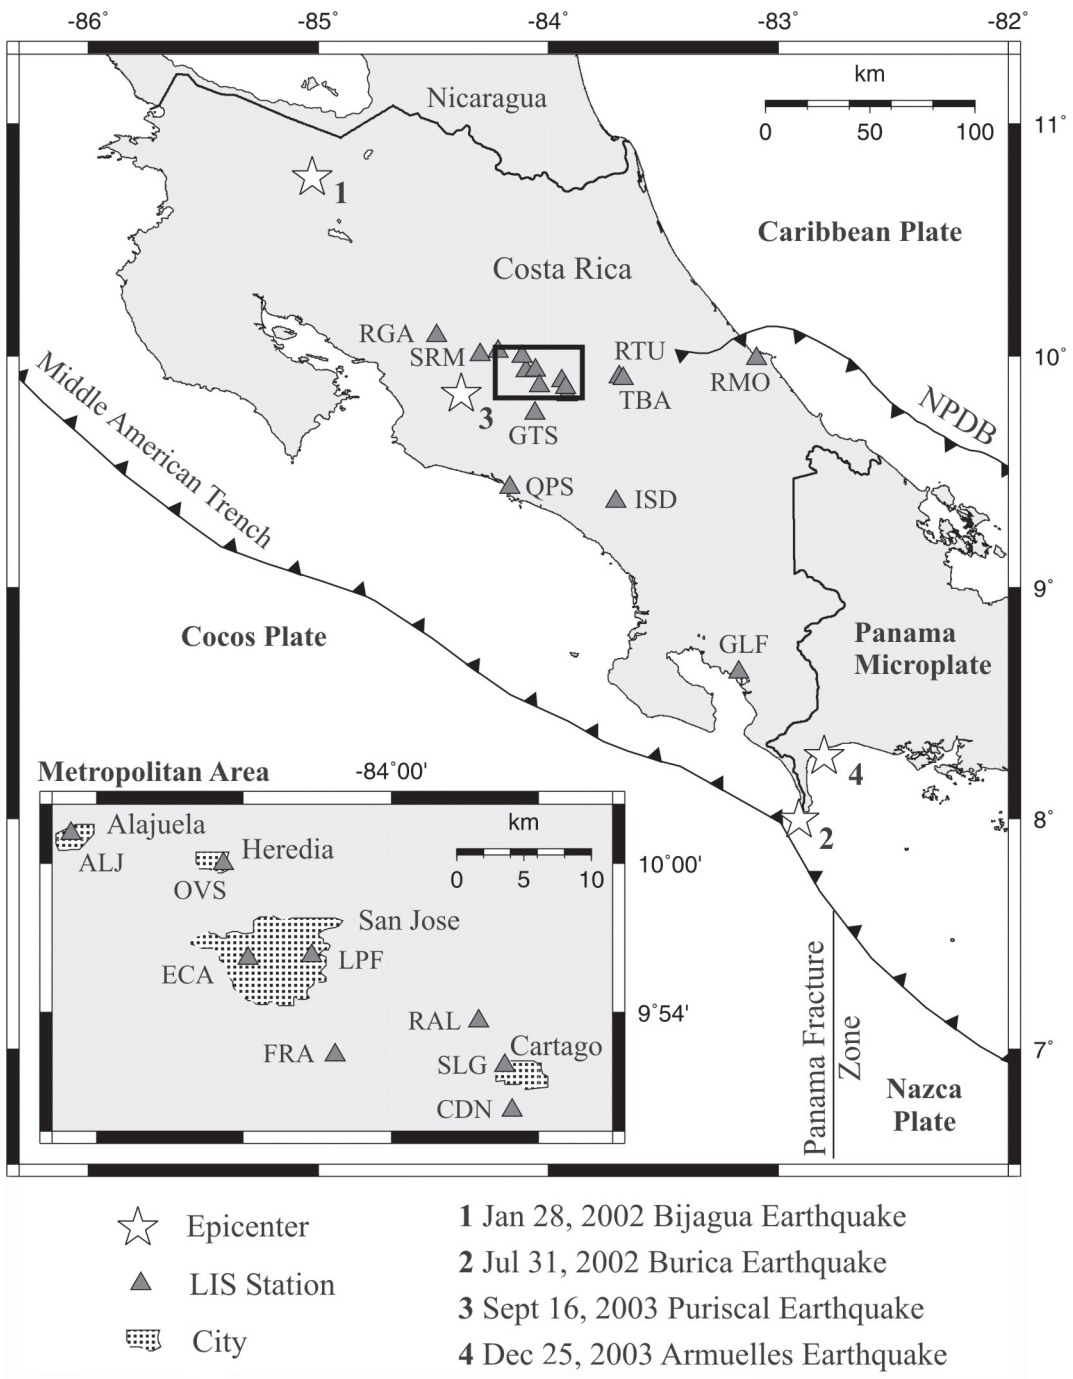 -86° -85° -84° -83° -82°
Nicaragua
km
0 50 100
11°
1
Caribbean Plate
Costa Rica
RGA
SRM
RTU
10°
RMO
TBA
3
GTS
NPDB
Middle American Trench
QPS
ISD
9°
Cocos Plate
Panama
Microplate
GLF
4
8°
2
Metropolitan Area
-84°00'
km
0 5 10
Alajuela
ALJ
Heredia
OVS
10°00'
San Jose
ECA
LPF
9°54'
RAL
FRA
Cartago
SLG
CDN
Panama Fracture
Zone
7°
Nazca
Plate
Epicenter
LIS Station
City
1 Jan 28, 2002 Bijagua Earthquake
2 Jul 31, 2002 Burica Earthquake
3 Sept 16, 2003 Puriscal Earthquake
4 Dec 25, 2003 Armuelles Earthquake